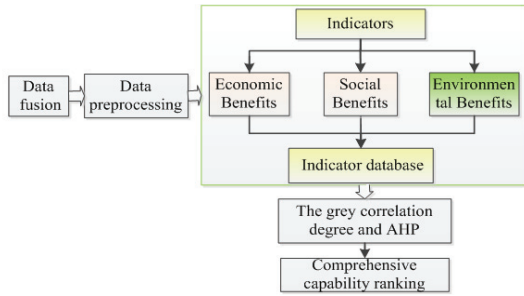 Indicators
Data
fusion
Data
preprocessing
Economic
Benefits
Social
Benefits
Environmen
tal Benefits
Indicator database
The grey correlation
degree and AHP
Comprehensive
capability ranking